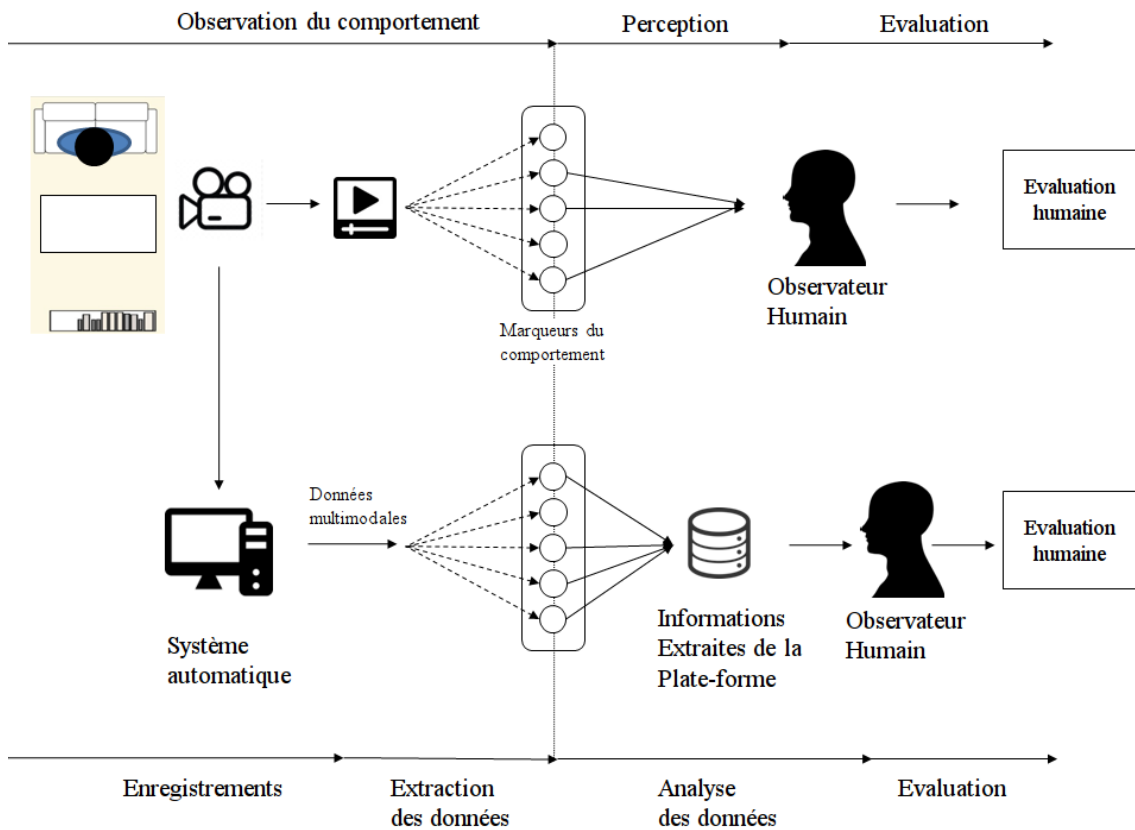 Observation du comportement
Perception
Evaluation
Evaluation
humaine
Observateur
Humain
Marqueurs du
comportement
Données
multimodales
Evaluation
humaine
Système
automatique
Informations
Extraites de la
Plate-forme
Observateur
Humain
Enregistrements
Extraction
des données
Analyse
des données
Evaluation